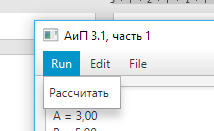 АиП 3.1, часть 1
Run Edit File
Рассчитать
A = 3,00